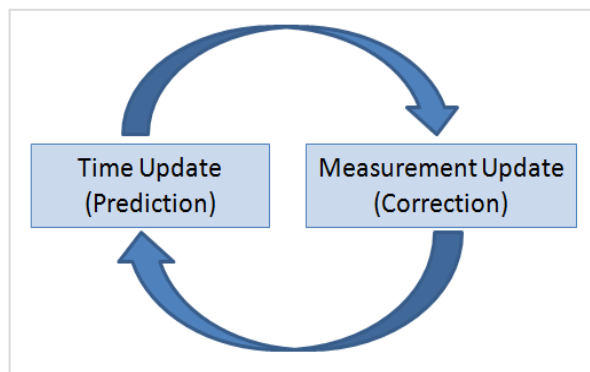 Time Update
(Prediction)
Measurement Update
(Correction)